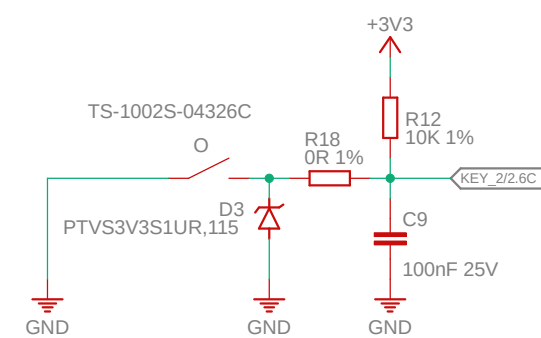 +3V3
TS-1002S-04326C
O
R18
0R 1%
R12
10K 1%
KEY_2/2.6C
D3
PTVS3V3S1UR,115
C9
100nF 25V
GND
GND
GND